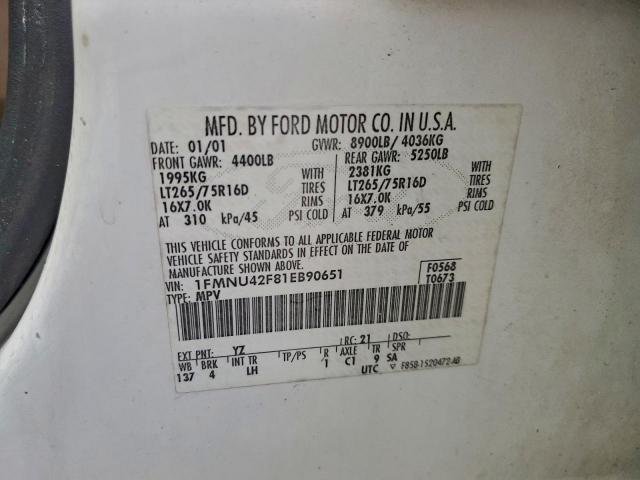 MFD. BY FORD MOTOR CO. IN U.S.A.
DATE: 01/01 GVWR: 8900LB/ 4036KG
FRONT GAWR: 4400LB REAR GAWR: 5250LB
1995KG WITH 2381KG WITH
LT265/75R16D TIRES LT265/75R16D TIRES
16X7.0K RIMS 16X7.0K RIMS
AT 310 kPa/45 PSI COLD AT 379 kPa/55 PSI COLD
THIS VEHICLE CONFORMS TO ALL APPLICABLE FEDERAL MOTOR
VEHICLE SAFETY STANDARDS IN EFFECT ON THE DATE OF
MANUFACTURE SHOWN ABOVE.
VIN: 1FMNU42F81EB90651 F0568
TYPE: MPV T0673
EXT PNT: YZ RC: 21 DSO:
WB BRK INT TR TP/PS R AXLE TR SPR
137 4 LH 1 C1 9 SA
UTC F858-1520472-AB